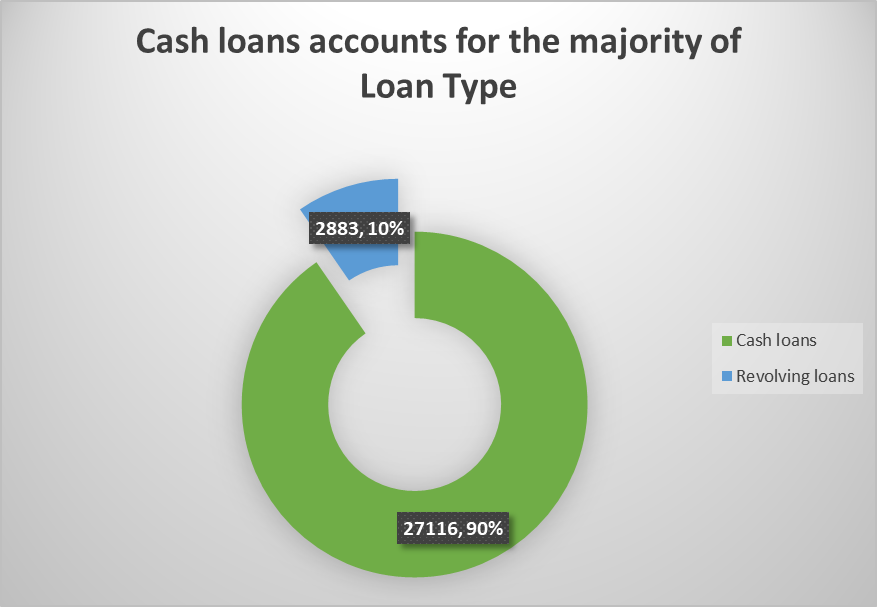 Cash loans accounts for the majority of
Loan Type
2883, 10%
Cash loans
Revolving loans
27116, 90%